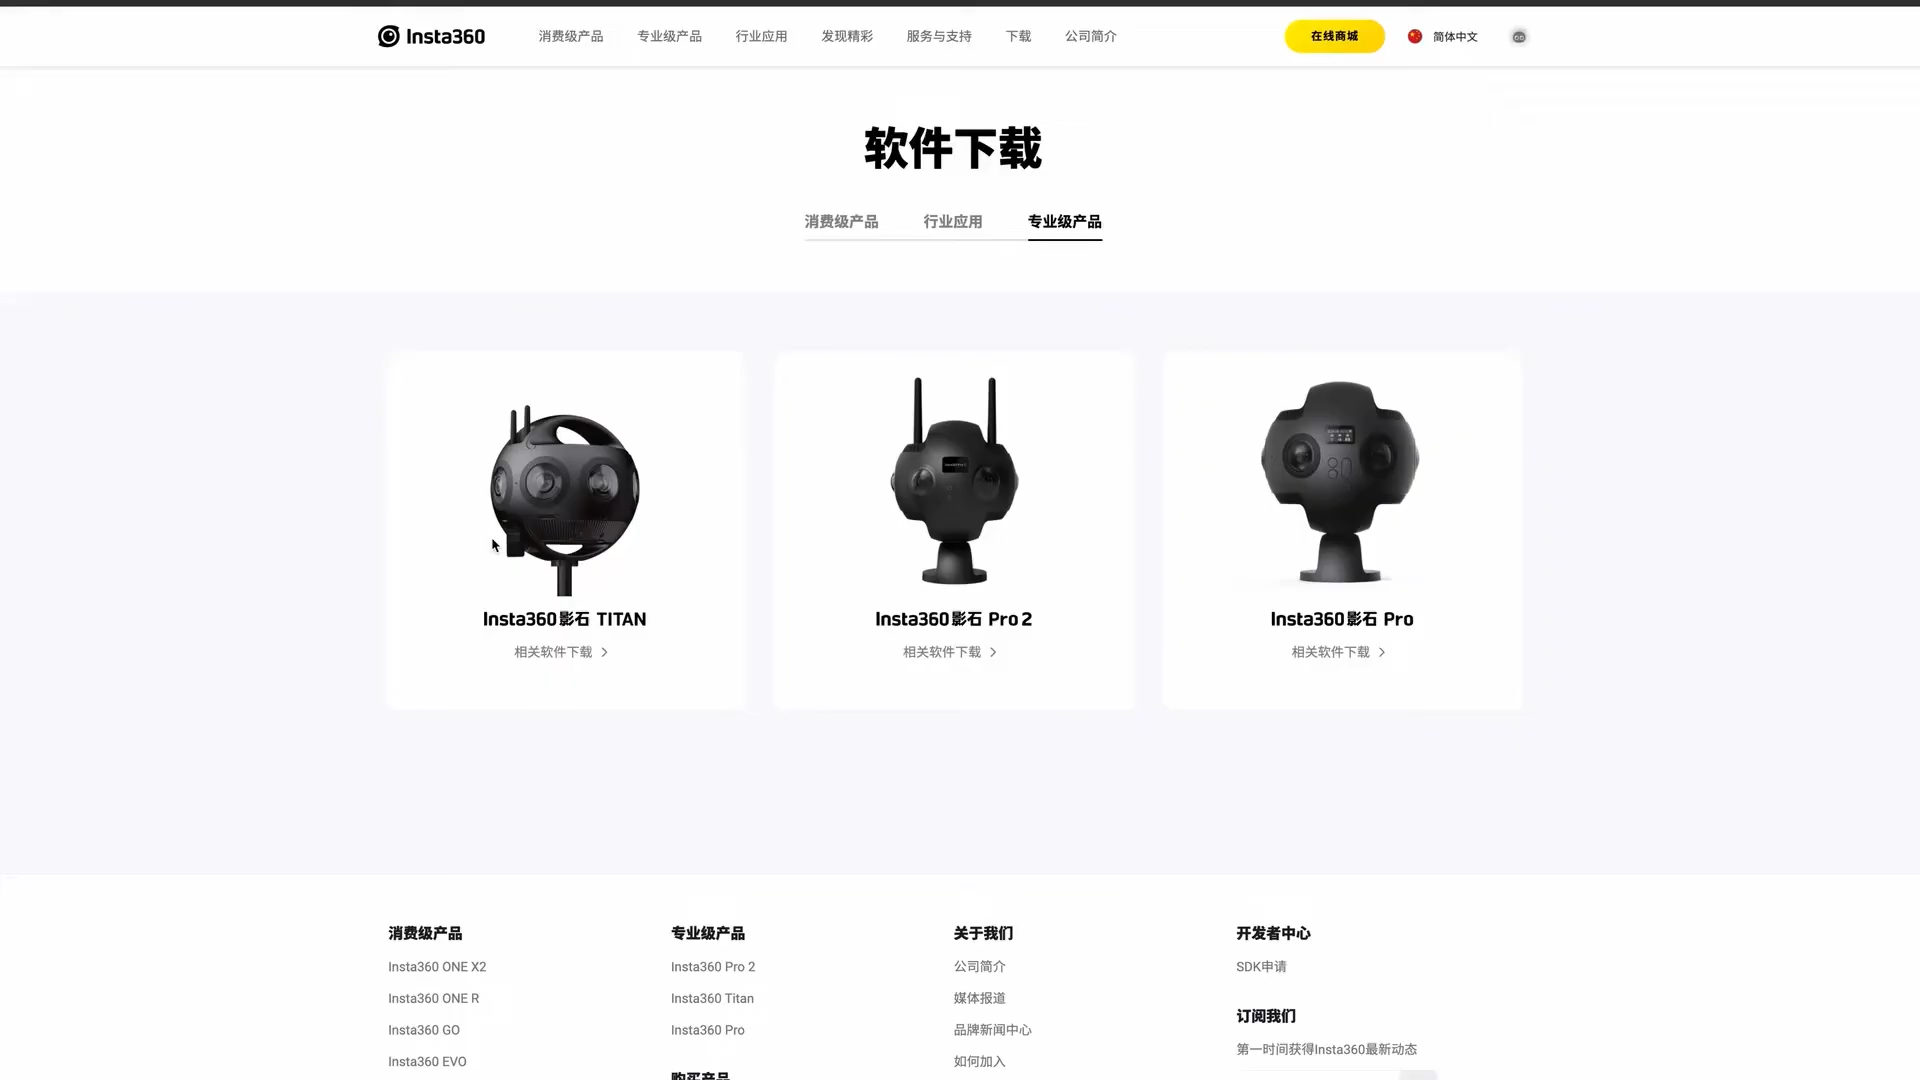 Insta360
消费级产品
专业级产品
行业应用
发现精彩
服务与支持
下载
公司简介
在线商城
简体中文
软件下载
消费级产品
行业应用
专业级产品
Insta360影石 TITAN
相关软件下载
Insta360影石 Pro 2
相关软件下载
Insta360影石 Pro
相关软件下载
消费级产品
Insta360 ONE X2
Insta360 ONE R
Insta360 GO
Insta360 EVO
专业级产品
Insta360 Pro 2
Insta360 Titan
Insta360 Pro
购买产品
关于我们
公司简介
媒体报道
品牌新闻中心
如何加入
开发者中心
SDK申请
订阅我们
第一时间获得Insta360最新动态